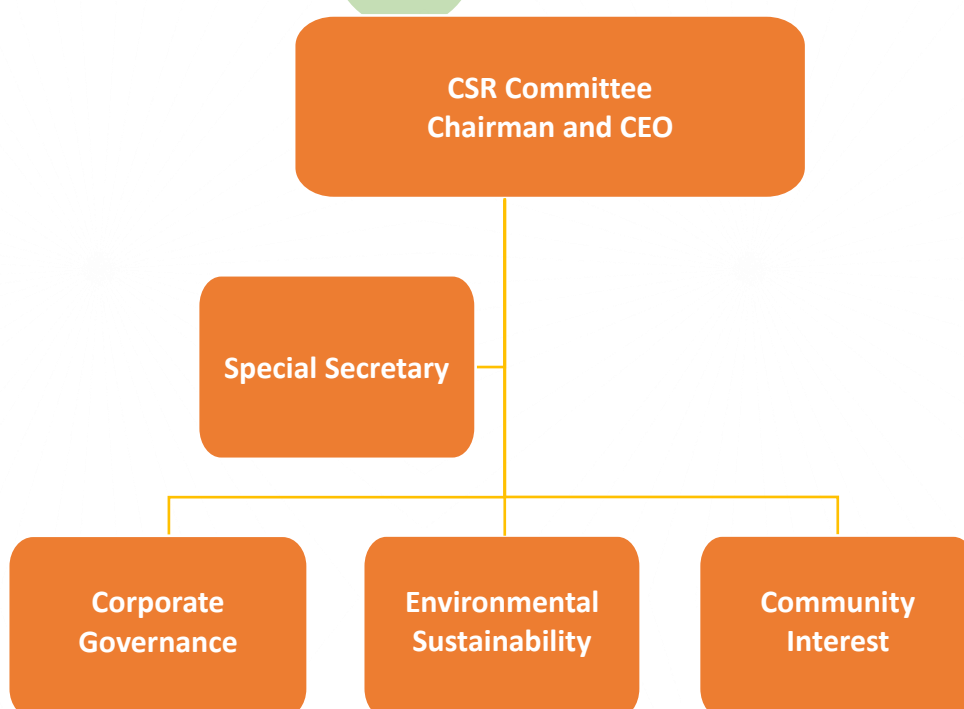 CSR Committee
Chairman and CEO
Special Secretary
Corporate
Governance
Environmental
Sustainability
Community
Interest